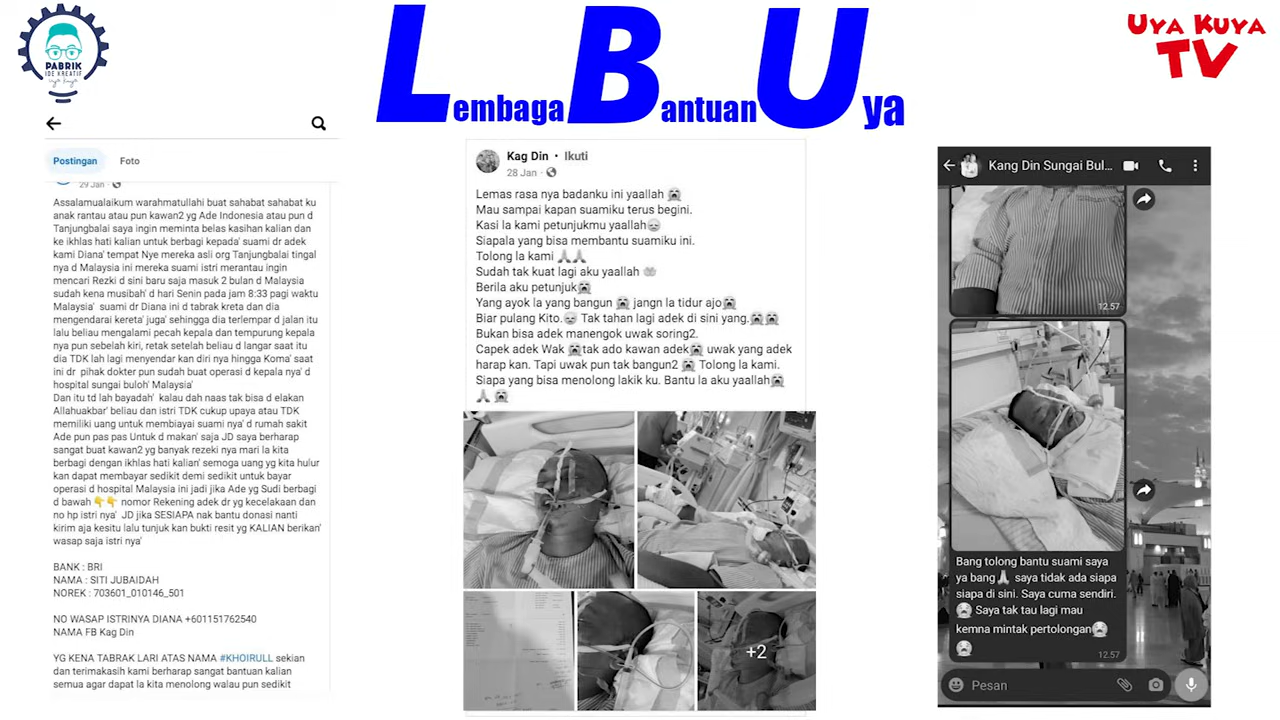 PABRIK
IDE KREATIF
Uya Kuya
Lembaga Bantuan Uya
UYA KUYA
TV
Postingan
Foto
29 Jan
Assalamualaikum warahmatullahi buat sahabat sahabat ku
anak rantau atau pun kawan2 yg Ade Indonesia atau pun d
Tanjungbalai saya ingin meminta belas kasihan kalian dan
ke ikhlas hati kalian untuk berbagi kepada' suami dr adek
kami Diana' tempat Nye mereka asli org Tanjungbalai tingal
nya d Malaysia ini mereka suami istri merantau ingin
mencari Rezki d sini baru saja masuk 2 bulan d Malaysia
sudah kena musibah' d hari Senin pada jam 8:33 pagi waktu
Malaysia' suami dr Diana ini d tabrak kreta dan dia
mengendarai kereta' juga' sehingga dia terlempar d jalan itu
lalu beliau mengalami pecah kepala dan tempurung kepala
nya pun sebelah kiri, retak setelah beliau d langar saat itu
dia TDK lah lagi menyendar kan diri nya hingga Koma' saat
ini dr pihak dokter pun sudah buat operasi d kepala nya' d
hospital sungai buloh' Malaysia'
Dan itu td lah bayadah' kalau dah naas tak bisa d elakan
Allahuakbar' beliau dan istri TDK cukup upaya atau TDK
memiliki uang untuk membiayai suami nya' d rumah sakit
Ade pun pas pas Untuk d makan' saja JD saya berharap
sangat buat kawan2 yg banyak rezeki nya mari la kita
berbagi dengan ikhlas hati kalian' semoga uang yg kita hulur
kan dapat membayar sedikit demi sedikit untuk bayar
operasi d hospital Malaysia ini jadi jika Ade yg Sudi berbagi
d bawah 👇👇 nomor Rekening adek dr yg kecelakaan dan
no hp istri nya' JD jika SESIAPA nak bantu donasi nanti
kirim aja kesitu lalu tunjuk kan bukti resit yg KALIAN berikan'
wasap saja istri nya'
BANK : BRI
NAMA : SITI JUBAIDAH
NOREK : 703601_010146_501
NO WASAP ISTRINYA DIANA +601151762540
NAMA FB Kag Din
YG KENA TABRAK LARI ATAS NAMA #KHOIRULL sekian
dan terimakasih kami berharap sangat bantuan kalian
semua agar dapat la kita menolong walau pun sedikit
Kag Din · Ikuti
28 Jan
Lemas rasa nya badanku ini yaallah 😭
Mau sampai kapan suamiku terus begini.
Kasi la kami petunjukmu yaallah😞
Siapala yang bisa membantu suamiku ini.
Tolong la kami 🙏🙏
Sudah tak kuat lagi aku yaallah 🤲
Berila aku petunjuk😭
Yang ayok la yang bangun 😭 jangn la tidur ajo😭
Biar pulang Kito.😞 Tak tahan lagi adek di sini yang.😭😭
Bukan bisa adek manengok uwak soring2.
Capek adek Wak 😭tak ado kawan adek😭 uwak yang adek
harap kan. Tapi uwak pun tak bangun2 😭 Tolong la kami.
Siapa yang bisa menolong lakik ku. Bantu la aku yaallah😭
🙏😭
+2
Kang Din Sungai Bul...
12.57
Bang tolong bantu suami saya
ya bang🙏 saya tidak ada siapa
siapa di sini. Saya cuma sendiri.
😭 Saya tak tau lagi mau
kemna mintak pertolongan😭
😭
12.57
Pesan